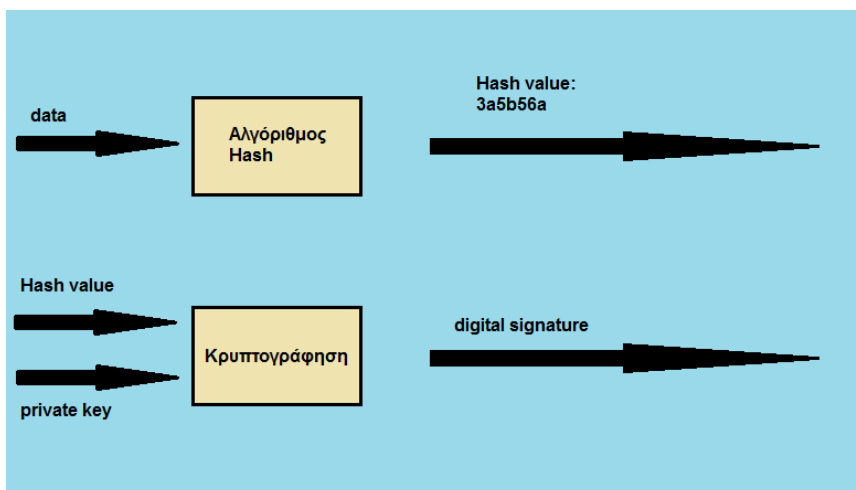 Hash value:
3a5b56a
data
Αλγόριθμος
Hash
Hash value
digital signature
Κρυπτογράφηση
private key